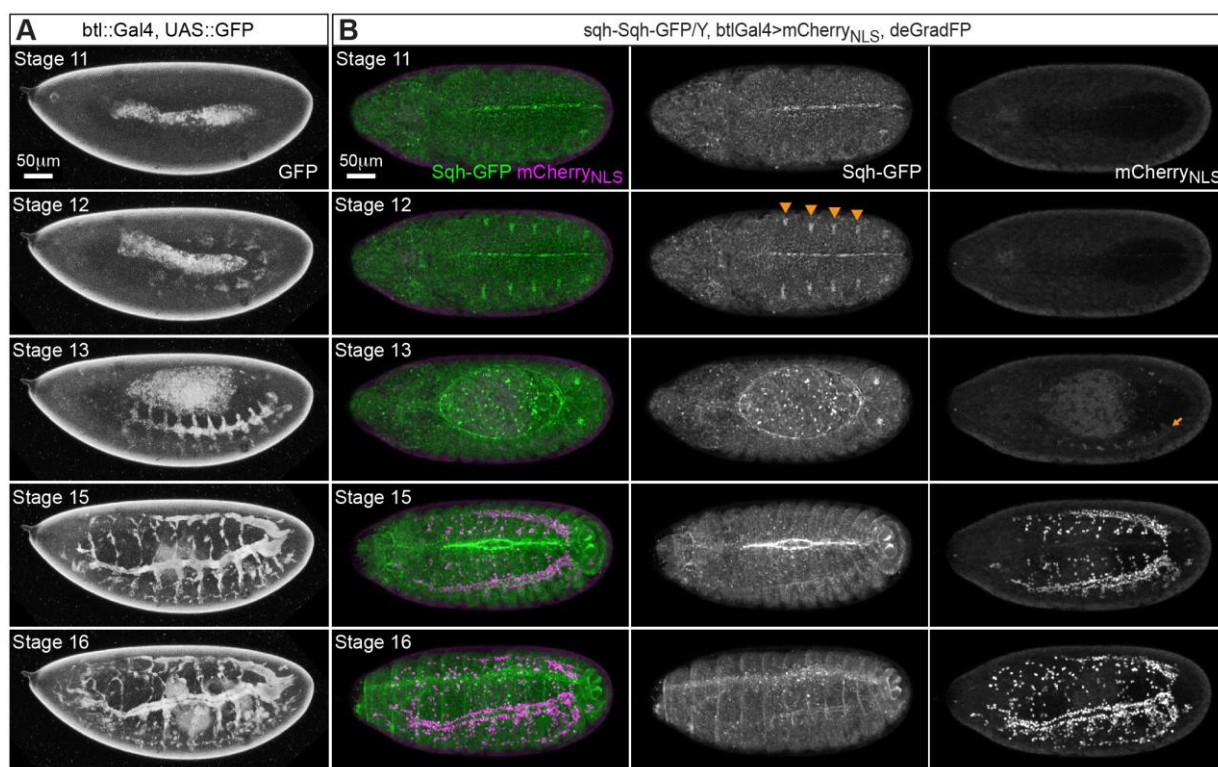 A btl::Gal4, UAS::GFP
B sqh-Sqh-GFP/Y, btlGal4>mCherryNLS, deGradFP
Stage 11
50μm
GFP
Stage 11
50μm
Sqh-GFP mCherryNLS
Sqh-GFP
mCherryNLS
Stage 12
Stage 12
Stage 13
Stage 13
Stage 15
Stage 15
Stage 16
Stage 16